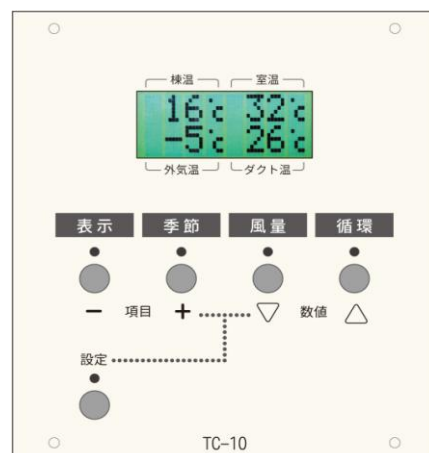 棟温 室温
16℃ 32℃
-5℃ 26℃
外気温 ダクト温
表示 季節 風量 循環
− 項目 + ▽ 数値 △
設定
TC−10